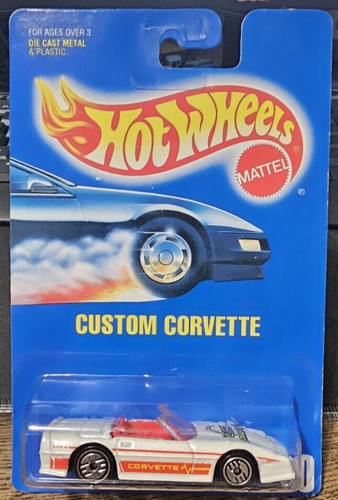 FOR AGES OVER 3
DIE CAST METAL
& PLASTIC
HOT WHEELS®
MATTEL
®
CUSTOM CORVETTE
CORVETTE